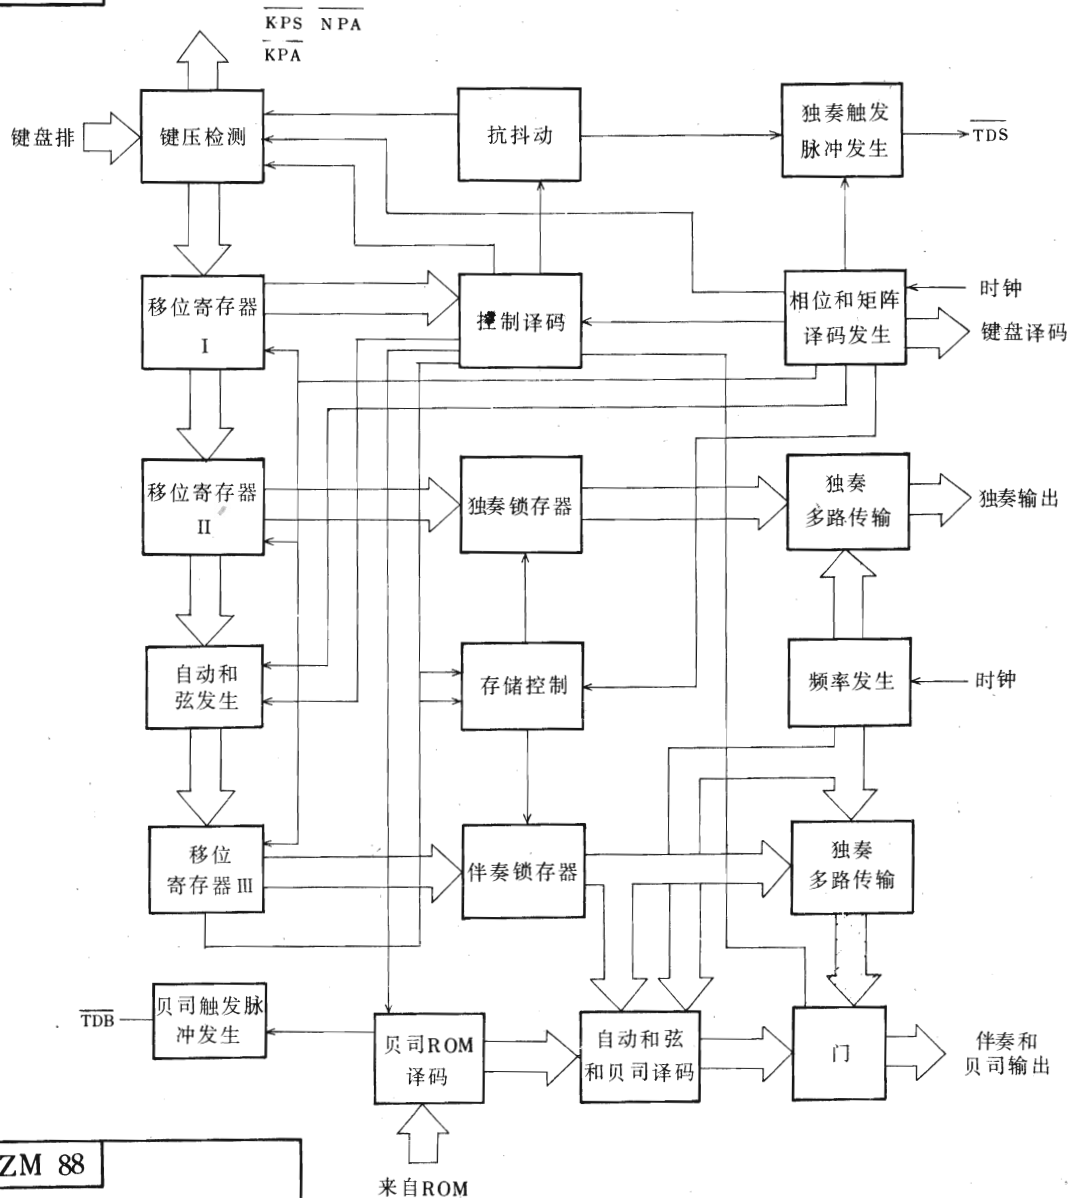 K̅P̅S̅ N̅P̅A̅
K̅P̅A̅
键盘排
键压检测
抗抖动
独奏触发
脉冲发生
T̅D̅S̅
移位寄存器
I
控制译码
相位和矩阵
译码发生
时钟
键盘译码
移位寄存器
II
独奏锁存器
独奏
多路传输
独奏输出
自动和
弦发生
存储控制
频率发生
时钟
移位
寄存器III
伴奏锁存器
独奏
多路传输
T̅D̅B̅
贝司触发脉
冲发生
贝司ROM
译码
自动和弦
和贝司译码
门
伴奏和
贝司输出
来自ROM
ZM 88